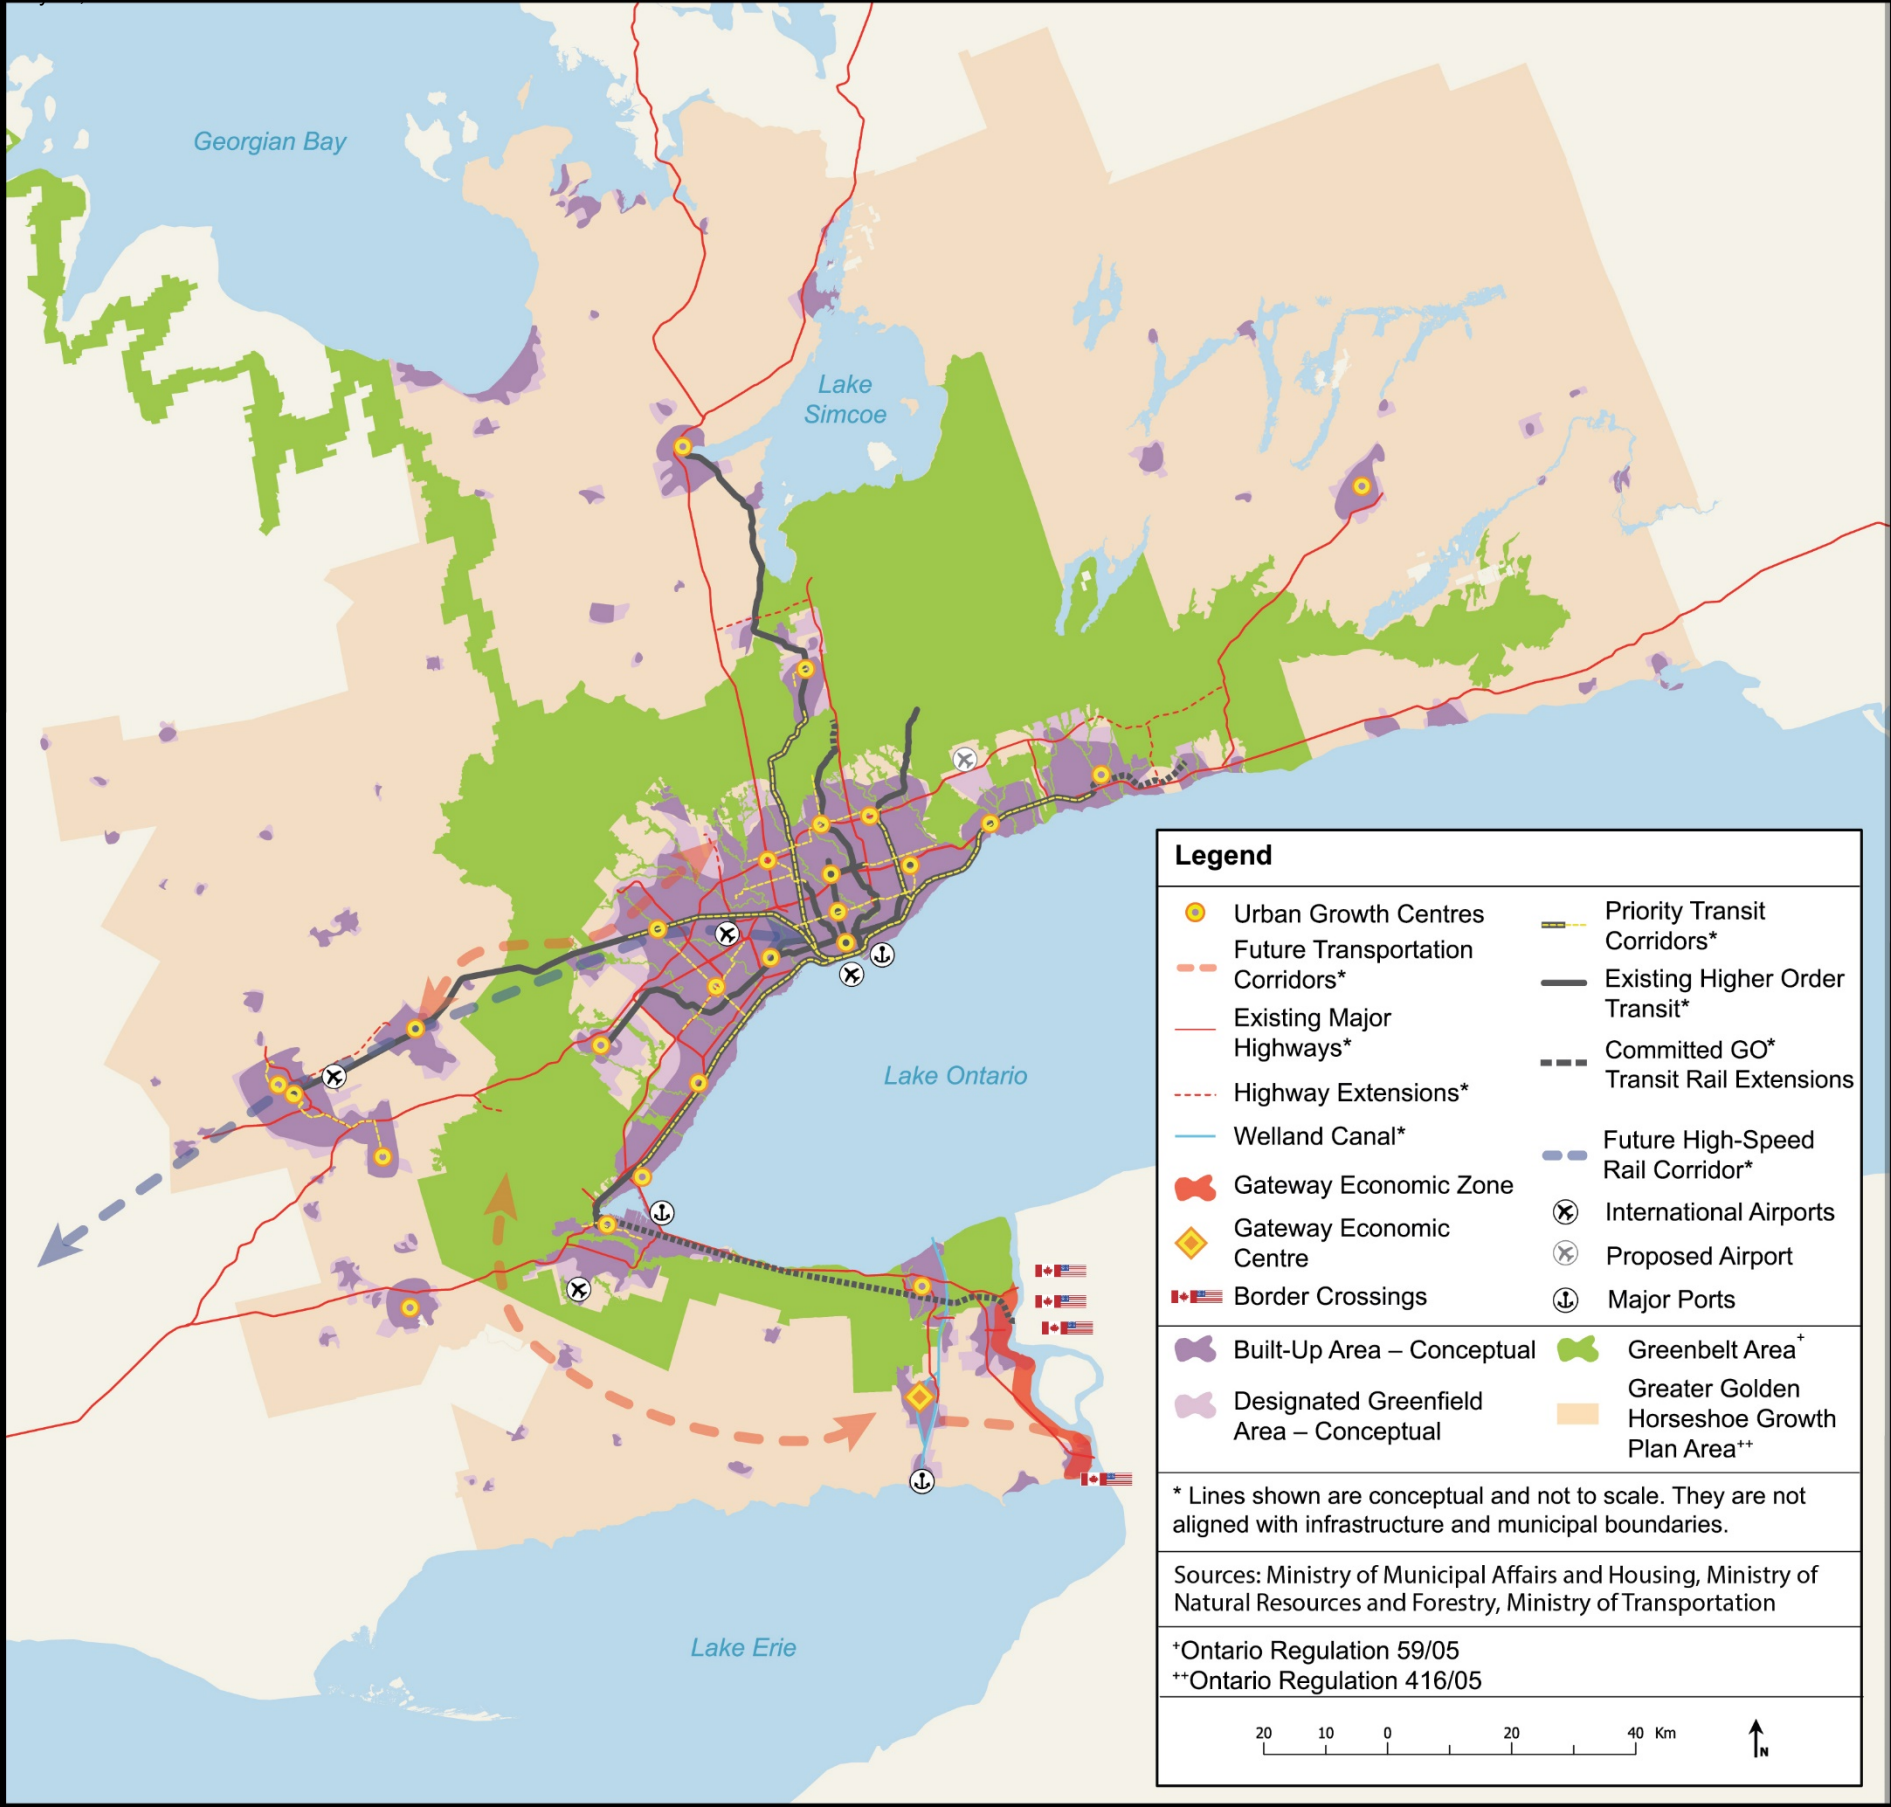 Georgian Bay
Lake
Simcoe
Lake Ontario
Lake Erie
Legend
Urban Growth Centres
Future Transportation
Corridors*
Existing Major
Highways*
Highway Extensions*
Welland Canal*
Gateway Economic Zone
Gateway Economic
Centre
Border Crossings
Priority Transit
Corridors*
Existing Higher Order
Transit*
Committed GO*
Transit Rail Extensions
Future High-Speed
Rail Corridor*
International Airports
Proposed Airport
Major Ports
Built-Up Area – Conceptual
Designated Greenfield
Area – Conceptual
Greenbelt Area+
Greater Golden
Horseshoe Growth
Plan Area++
* Lines shown are conceptual and not to scale. They are not
aligned with infrastructure and municipal boundaries.
Sources: Ministry of Municipal Affairs and Housing, Ministry of
Natural Resources and Forestry, Ministry of Transportation
+Ontario Regulation 59/05
++Ontario Regulation 416/05
20 10 0 20 40 Km
N